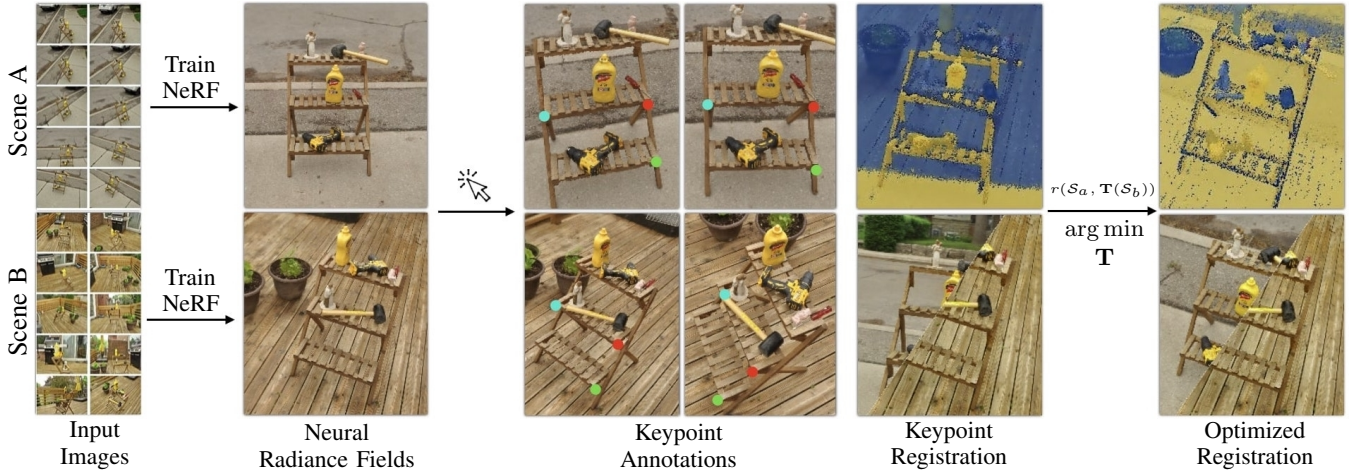 Scene A
Train
NeRF
Scene B
Train
NeRF
r(𝒮ₐ, T(𝒮_b))
arg min
T
Input
Images
Neural
Radiance Fields
Keypoint
Annotations
Keypoint
Registration
Optimized
Registration